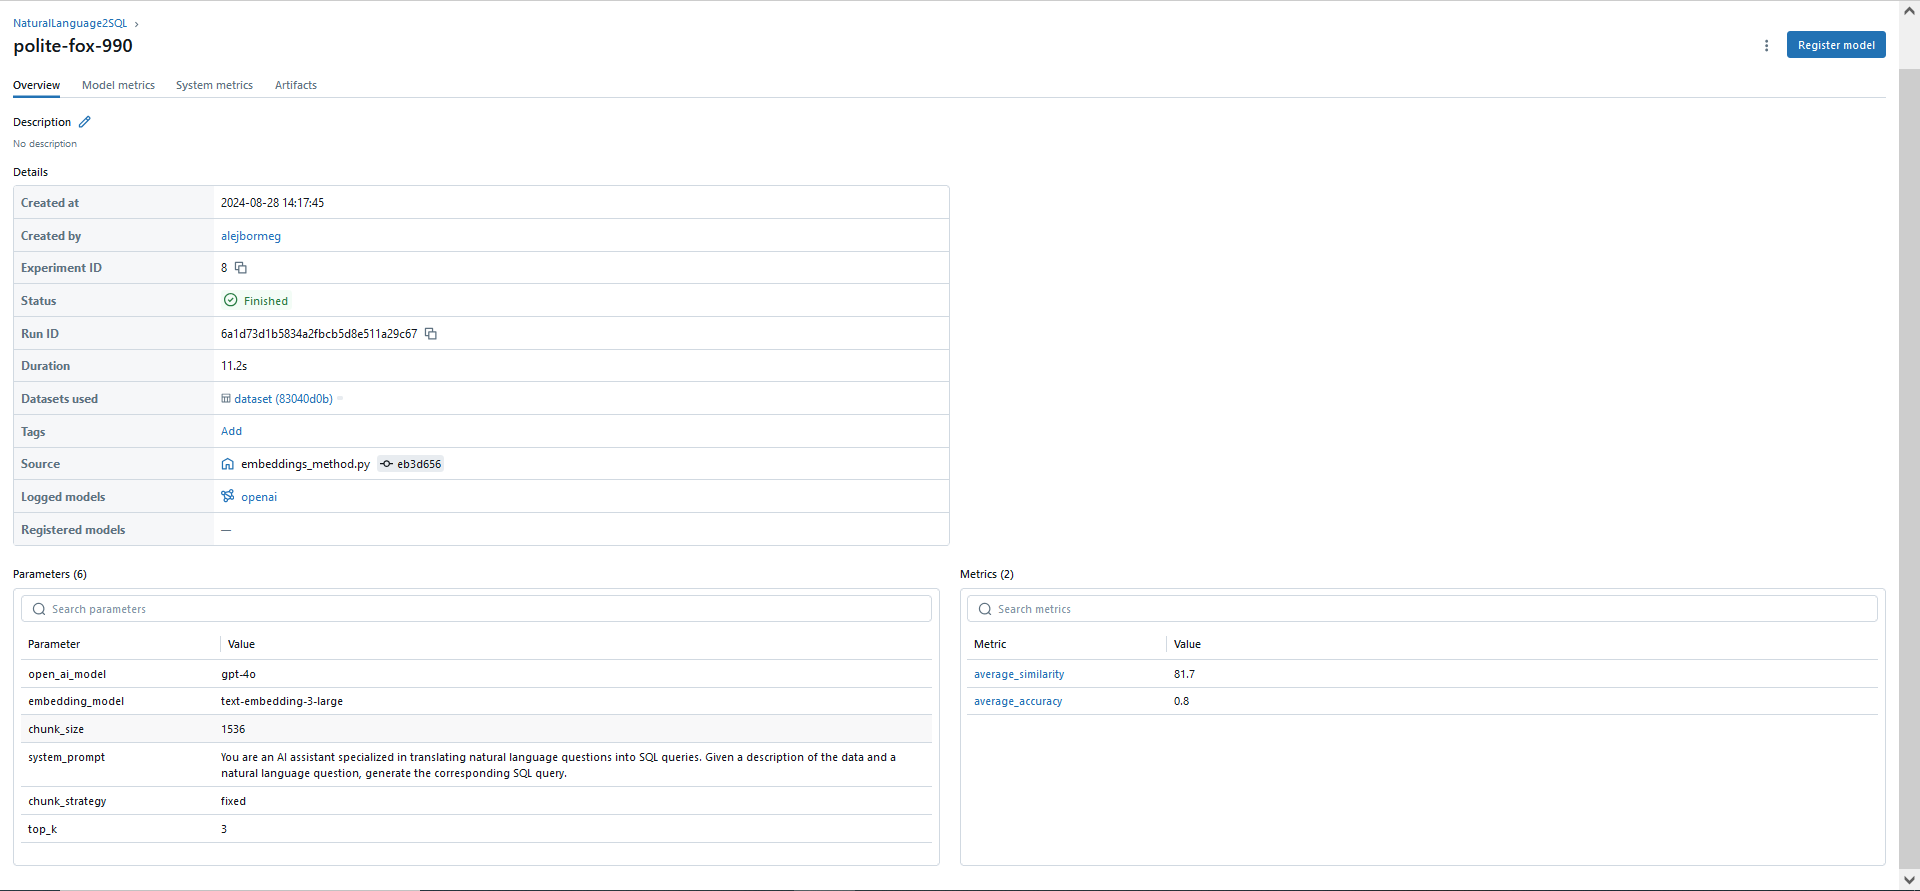 NaturalLanguage2SQL ›
polite-fox-990
Register model
Overview Model metrics System metrics Artifacts
Description
No description
Details
Created at 2024-08-28 14:17:45
Created by alejbormeg
Experiment ID 8
Status Finished
Run ID 6a1d73d1b5834a2fbcb5d8e511a29c67
Duration 11.2s
Datasets used dataset (83040d0b)
Tags Add
Source embeddings_method.py eb3d656
Logged models openai
Registered models —
Parameters (6)
Search parameters
Parameter Value
open_ai_model gpt-4o
embedding_model text-embedding-3-large
chunk_size 1536
system_prompt You are an AI assistant specialized in translating natural language questions into SQL queries. Given a description of the data and a
natural language question, generate the corresponding SQL query.
chunk_strategy fixed
top_k 3
Metrics (2)
Search metrics
Metric Value
average_similarity 81.7
average_accuracy 0.8